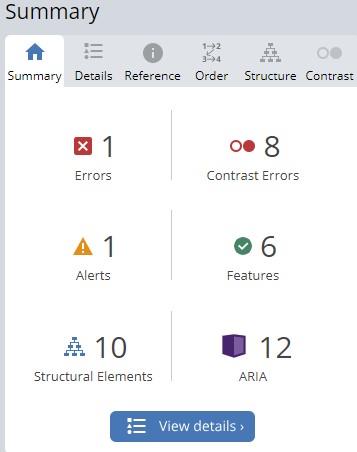 Summary
Summary Details Reference Order Structure Contrast
1 8
Errors Contrast Errors
1 6
Alerts Features
10 12
Structural Elements ARIA
View details ›